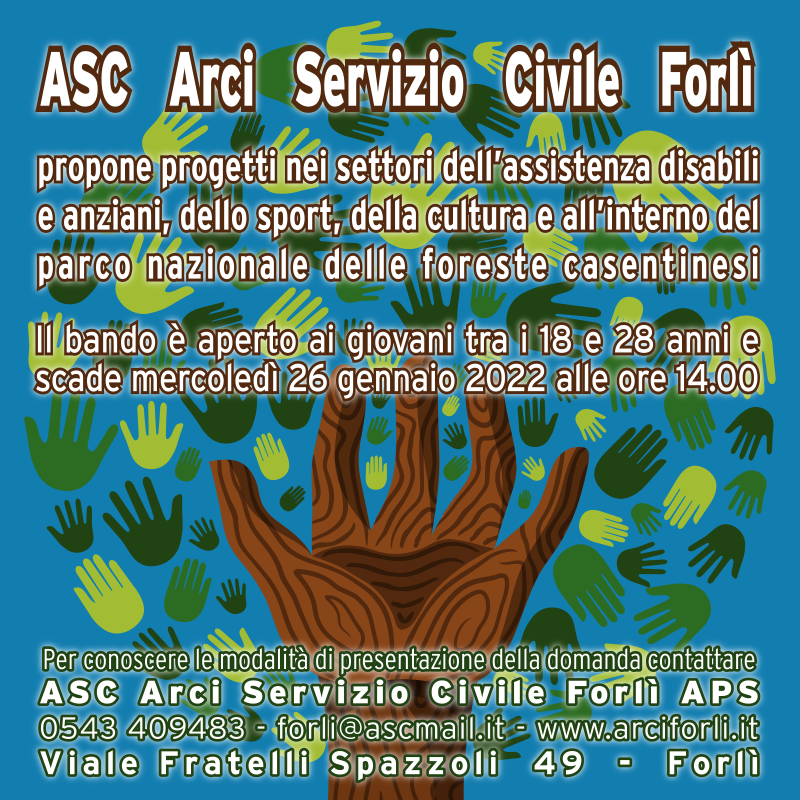 ASC Arci Servizio Civile Forlì
propone progetti nei settori dell'assistenza disabili
e anziani, dello sport, della cultura e all'interno del
parco nazionale delle foreste casentinesi
Il bando è aperto ai giovani tra i 18 e 28 anni e
scade mercoledì 26 gennaio 2022 alle ore 14.00
Per conoscere le modalità di presentazione della domanda contattare
ASC Arci Servizio Civile Forlì APS
0543 409483 - forli@ascmail.it - www.arciforli.it
Viale Fratelli Spazzoli 49 - Forlì